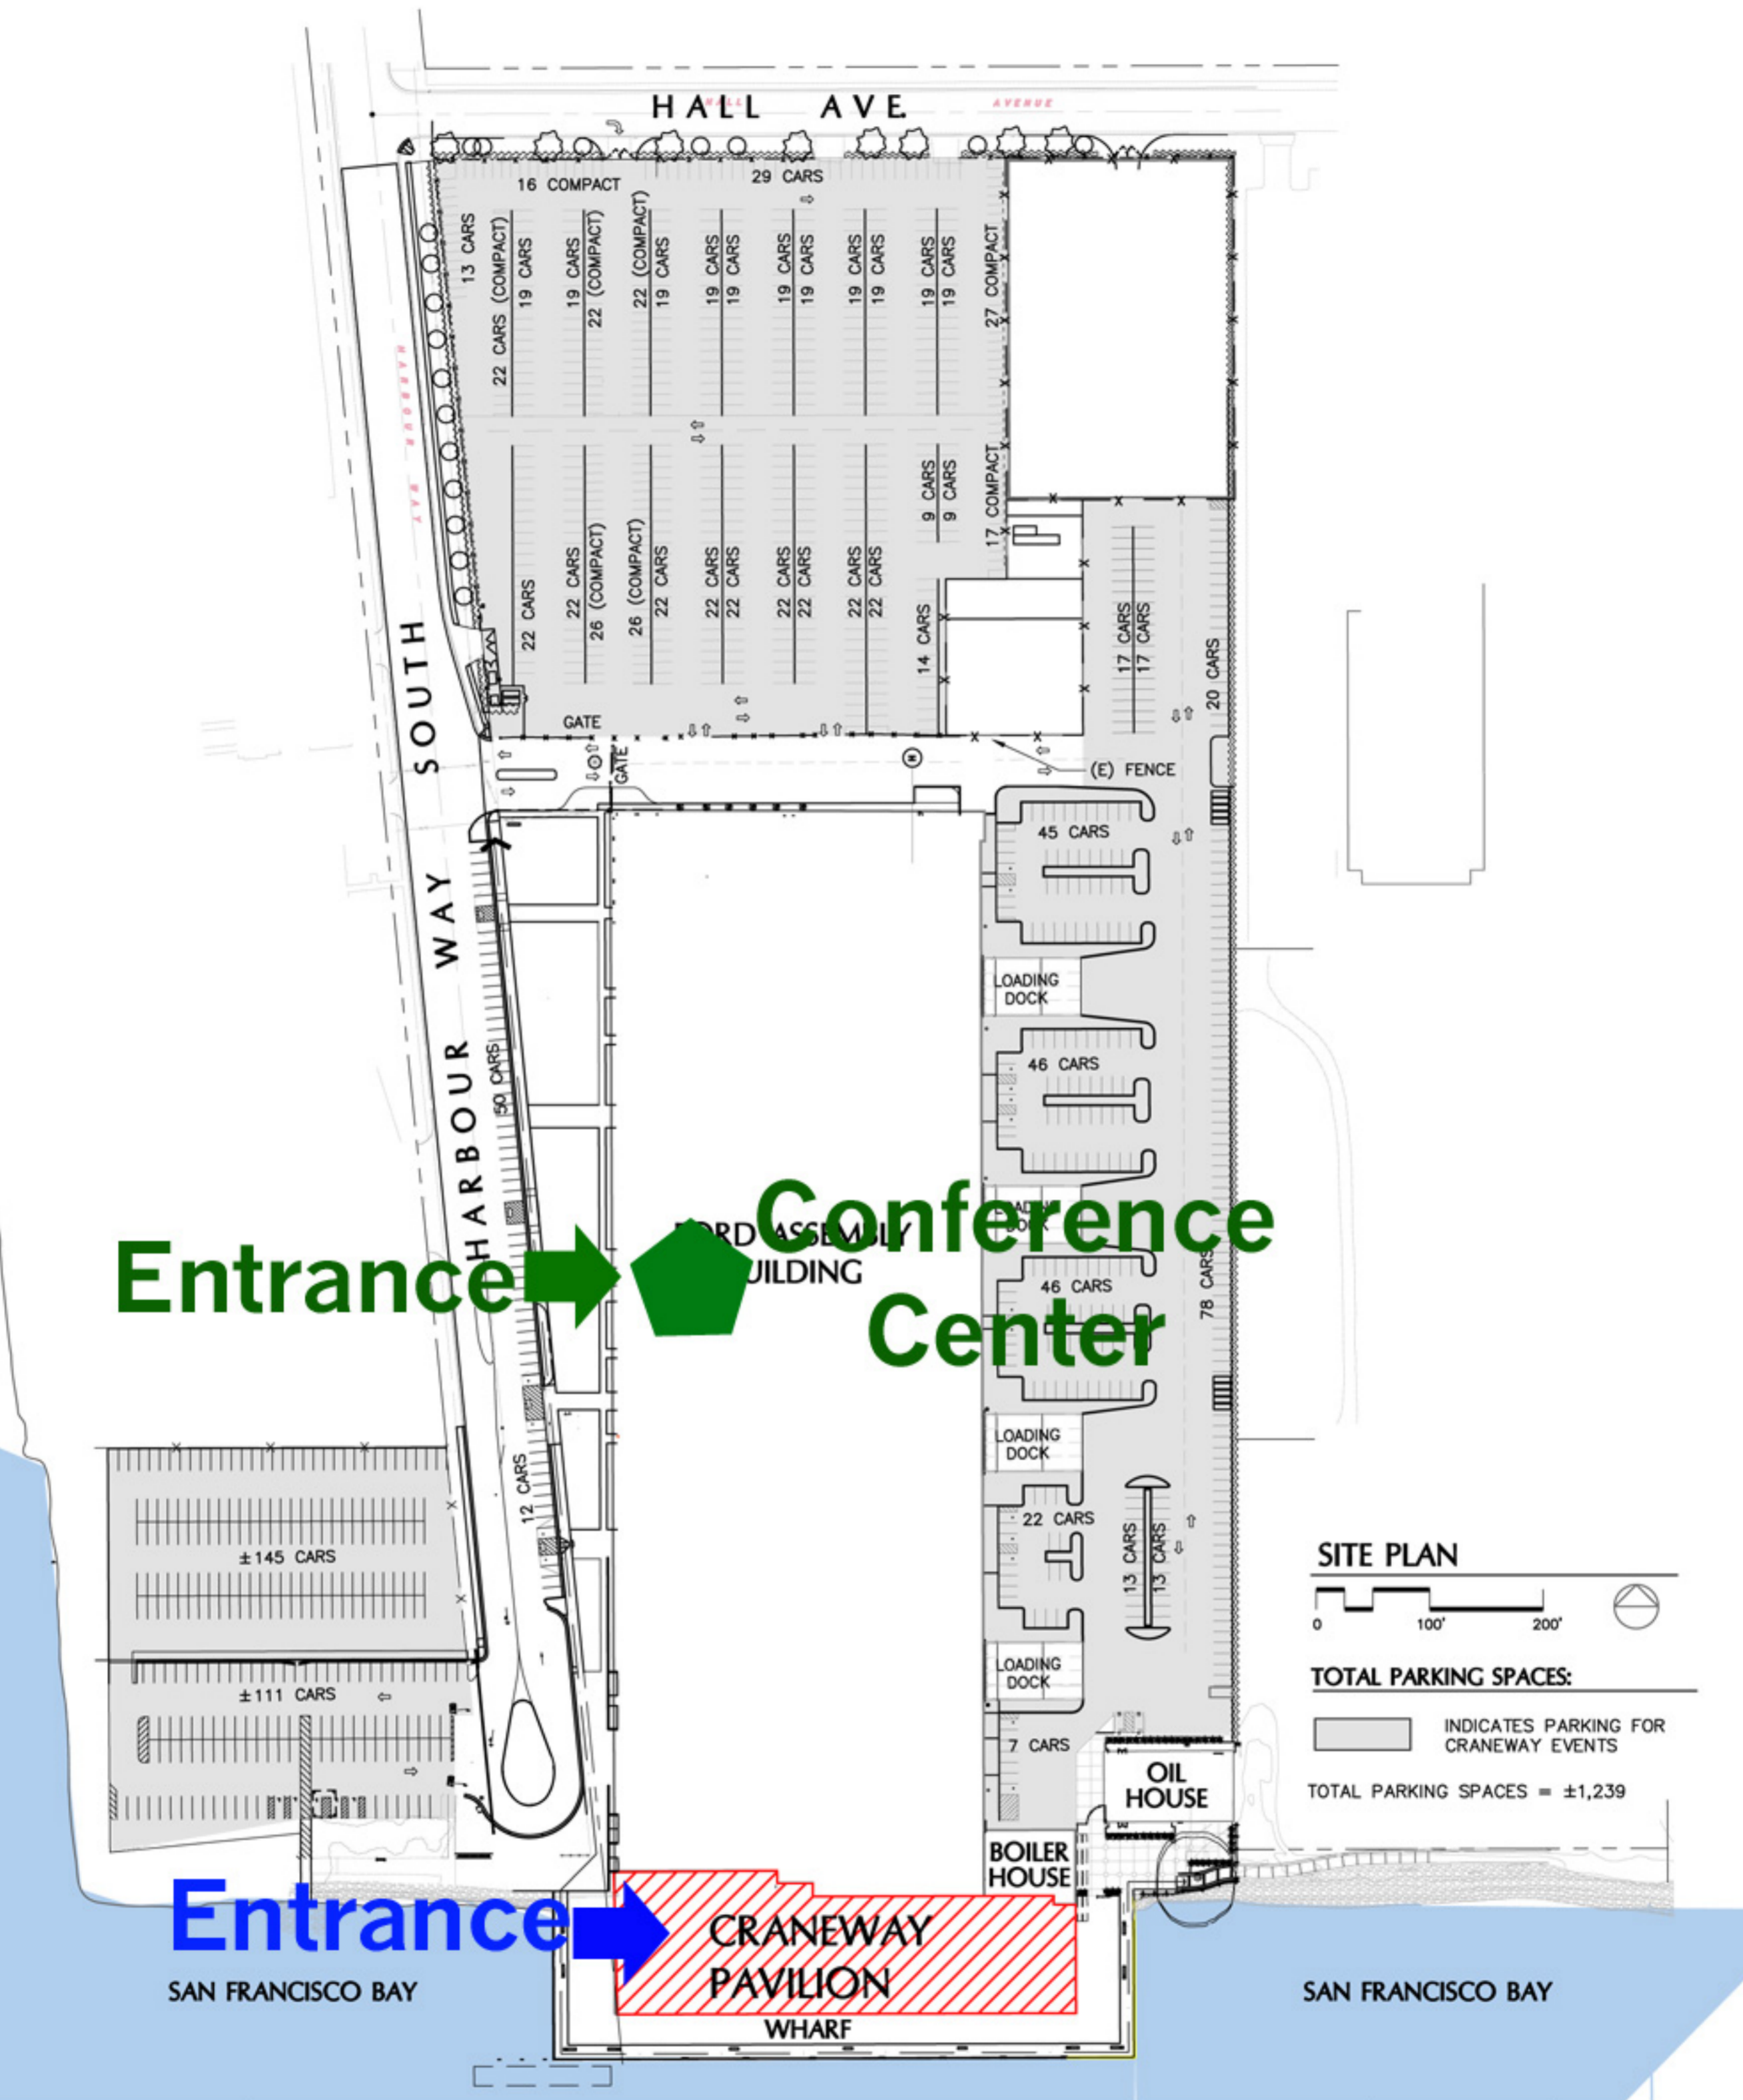 HALL AVE.
HALL
AVENUE
16 COMPACT
29 CARS
13 CARS
22 CARS (COMPACT)
19 CARS
19 CARS
22 (COMPACT)
22 (COMPACT)
19 CARS
19 CARS
19 CARS
19 CARS
19 CARS
19 CARS
19 CARS
19 CARS
19 CARS
27 COMPACT
HARBOUR WAY
9 CARS
9 CARS
17 COMPACT
22 CARS
22 CARS
26 (COMPACT)
26 (COMPACT)
22 CARS
22 CARS
22 CARS
22 CARS
22 CARS
22 CARS
22 CARS
14 CARS
17 CARS
17 CARS
20 CARS
GATE
GATE
(E) FENCE
HARBOUR WAY SOUTH
45 CARS
LOADING
DOCK
46 CARS
50 CARS
LOADING
DOCK
Conference
Center
FORD ASSEMBLY
BUILDING
Entrance
46 CARS
78 CARS
LOADING
DOCK
12 CARS
22 CARS
13 CARS
13 CARS
±145 CARS
LOADING
DOCK
±111 CARS
7 CARS
OIL
HOUSE
BOILER
HOUSE
SITE PLAN
0 100' 200'
TOTAL PARKING SPACES:
INDICATES PARKING FOR
CRANEWAY EVENTS
TOTAL PARKING SPACES = ±1,239
Entrance
CRANEWAY
PAVILION
WHARF
SAN FRANCISCO BAY
SAN FRANCISCO BAY